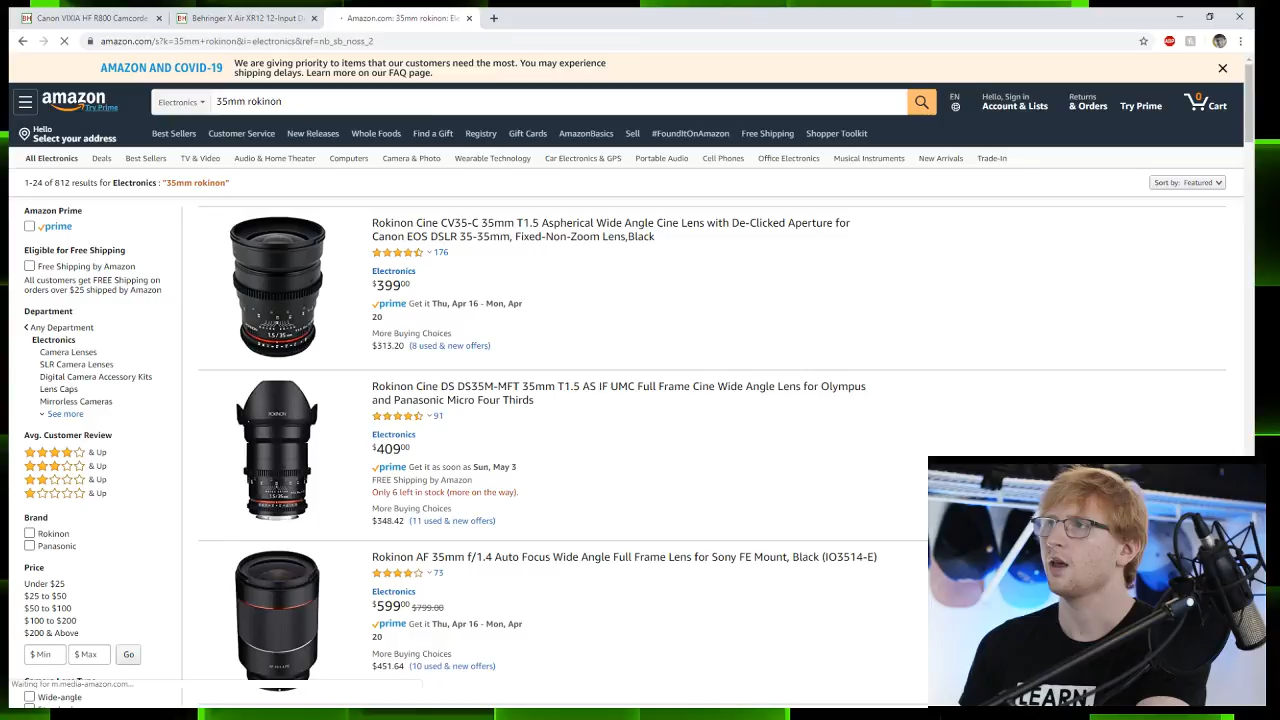 Canon VIXIA HF R800 Camcorde
Behringer X Air XR12 12-Input D
Amazon.com: 35mm rokinon: Ele
amazon.com/s?k=35mm+rokinon&i=electronics&ref=nb_sb_noss_2
AMAZON AND COVID-19
We are giving priority to items that our customers need the most. You may experience
shipping delays. Learn more on our FAQ page.
amazon
Try Prime
Electronics
35mm rokinon
EN
Hello, Sign in
Account & Lists
Returns
& Orders
Try Prime
0
Cart
Hello
Select your address
Best Sellers Customer Service New Releases Whole Foods Find a Gift Registry Gift Cards AmazonBasics Sell #FoundItOnAmazon Free Shipping Shopper Toolkit
All Electronics Deals Best Sellers TV & Video Audio & Home Theater Computers Camera & Photo Wearable Technology Car Electronics & GPS Portable Audio Cell Phones Office Electronics Musical Instruments New Arrivals Trade-In
1-24 of 812 results for Electronics : "35mm rokinon"
Sort by: Featured
Amazon Prime
prime
Eligible for Free Shipping
Free Shipping by Amazon
All customers get FREE Shipping on
orders over $25 shipped by Amazon
Department
Any Department
Electronics
Camera Lenses
SLR Camera Lenses
Digital Camera Accessory Kits
Lens Caps
Mirrorless Cameras
See more
Avg. Customer Review
& Up
& Up
& Up
& Up
Brand
Rokinon
Panasonic
Price
Under $25
$25 to $50
$50 to $100
$100 to $200
$200 & Above
$ Min
$ Max
Go
Waiting for m.media-amazon.com...
Wide-angle
Rokinon Cine CV35-C 35mm T1.5 Aspherical Wide Angle Cine Lens with De-Clicked Aperture for
Canon EOS DSLR 35-35mm, Fixed-Non-Zoom Lens,Black
176
Electronics
$39900
prime Get it Thu, Apr 16 - Mon, Apr
20
More Buying Choices
$313.20 (8 used & new offers)
Rokinon Cine DS DS35M-MFT 35mm T1.5 AS IF UMC Full Frame Cine Wide Angle Lens for Olympus
and Panasonic Micro Four Thirds
91
Electronics
$40900
prime Get it as soon as Sun, May 3
FREE Shipping by Amazon
Only 6 left in stock (more on the way).
More Buying Choices
$348.42 (11 used & new offers)
Rokinon AF 35mm f/1.4 Auto Focus Wide Angle Full Frame Lens for Sony FE Mount, Black (IO3514-E)
73
Electronics
$59900 $799.00
prime Get it Thu, Apr 16 - Mon, Apr
20
More Buying Choices
$451.64 (10 used & new offers)
ROKINON
1.5/35
LEARN